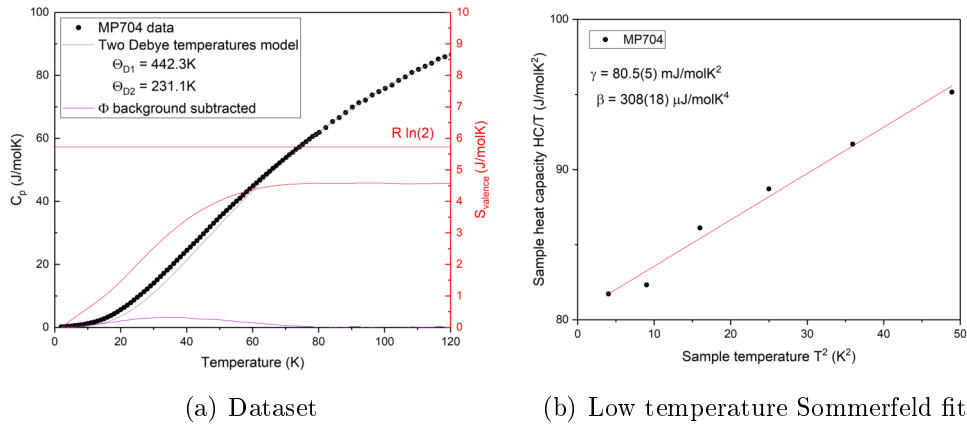 MP704 data
Two Debye temperatures model
Θ_D1 = 442.3K
Θ_D2 = 231.1K
Φ background subtracted
R ln(2)
100
80
60
40
20
0
C_p (J/molK)
10
9
8
7
6
5
4
3
2
1
0
S_valence (J/molK)
0 20 40 60 80 100 120
Temperature (K)
(a) Dataset
MP704
γ = 80.5(5) mJ/molK²
β = 308(18) μJ/molK⁴
100
90
80
Sample heat capacity HC/T (J/molK²)
0 10 20 30 40 50
Sample temperature T² (K²)
(b) Low temperature Sommerfeld fit